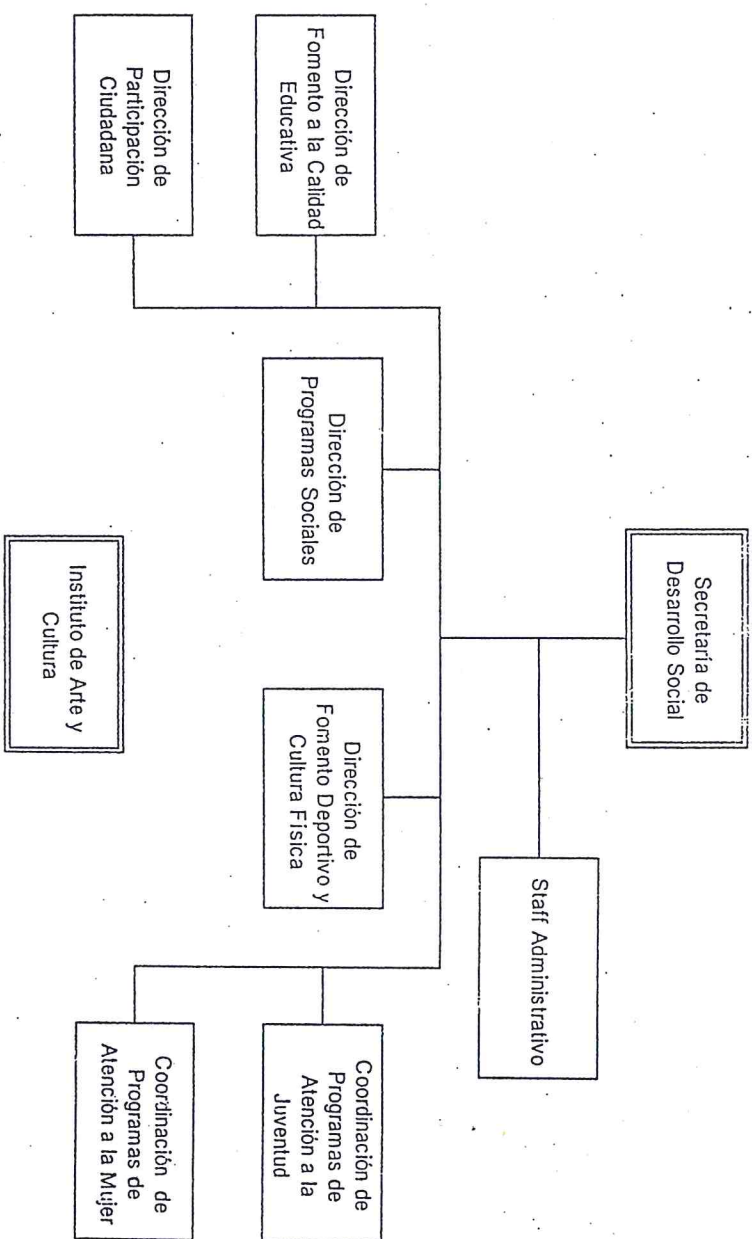 Secretaría de
Desarrollo Social
Staff Administrativo
Dirección de
Fomento a la Calidad
Educativa
Dirección de
Programas Sociales
Dirección de
Fomento Deportivo y
Cultura Física
Coordinación de
Programas de
Atención a la
Juventud
Dirección de
Participación
Ciudadana
Coordinación de
Programas de
Atención a la Mujer
Instituto de Arte y
Cultura